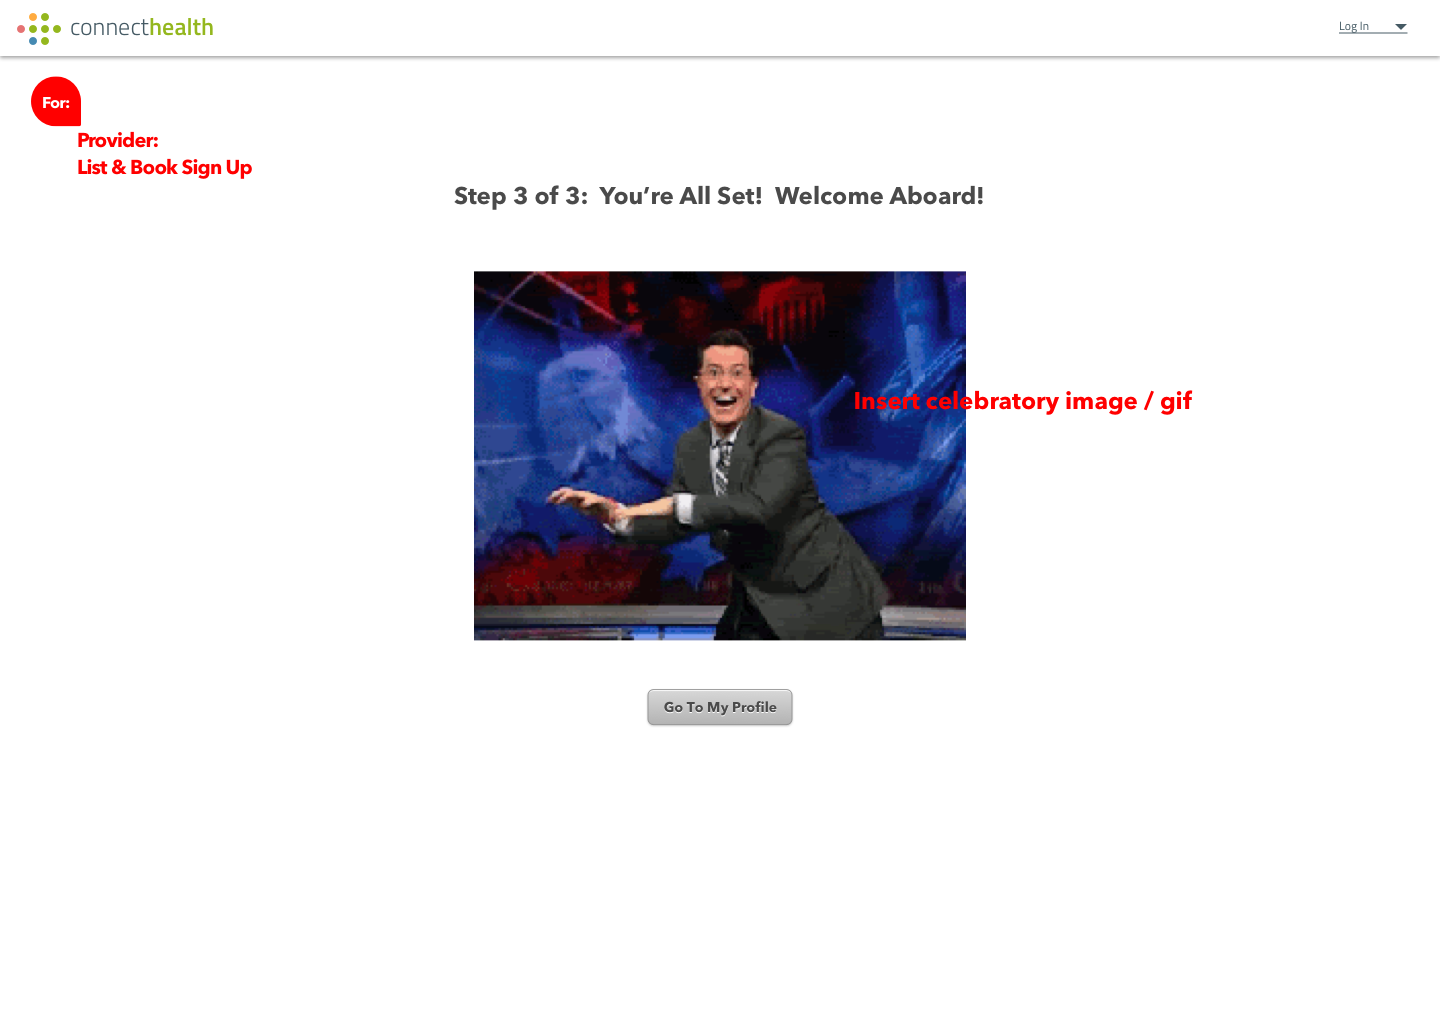 connecthealth
Log In
For:
Provider:
List & Book Sign Up
Step 3 of 3:  You’re All Set!  Welcome Aboard!
Insert celebratory image / gif
Go To My Profile